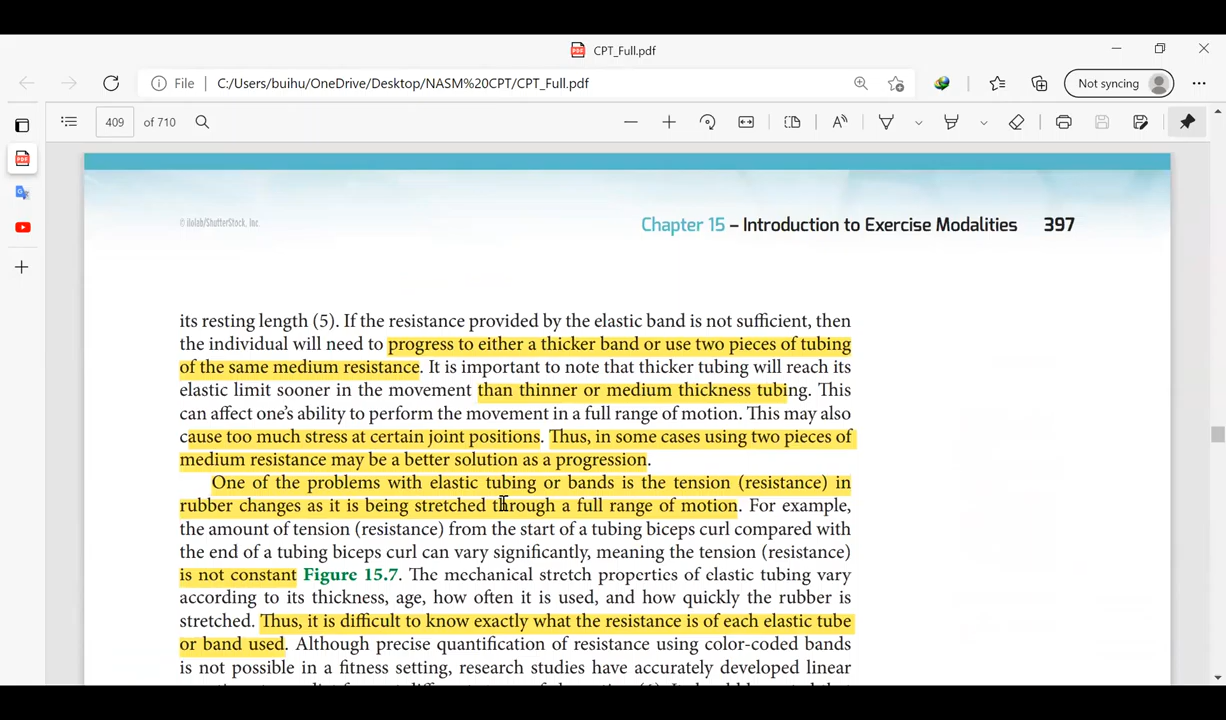 CPT_Full.pdf
File
C:/Users/buihu/OneDrive/Desktop/NASM%20CPT/CPT_Full.pdf
Not syncing
409 of 710
© ilolab/ShutterStock, Inc.
Chapter 15 – Introduction to Exercise Modalities 397
its resting length (5). If the resistance provided by the elastic band is not sufficient, then
the individual will need to progress to either a thicker band or use two pieces of tubing
of the same medium resistance. It is important to note that thicker tubing will reach its
elastic limit sooner in the movement than thinner or medium thickness tubing. This
can affect one’s ability to perform the movement in a full range of motion. This may also
cause too much stress at certain joint positions. Thus, in some cases using two pieces of
medium resistance may be a better solution as a progression.
One of the problems with elastic tubing or bands is the tension (resistance) in
rubber changes as it is being stretched through a full range of motion. For example,
the amount of tension (resistance) from the start of a tubing biceps curl compared with
the end of a tubing biceps curl can vary significantly, meaning the tension (resistance)
is not constant Figure 15.7. The mechanical stretch properties of elastic tubing vary
according to its thickness, age, how often it is used, and how quickly the rubber is
stretched. Thus, it is difficult to know exactly what the resistance is of each elastic tube
or band used. Although precise quantification of resistance using color-coded bands
is not possible in a fitness setting, research studies have accurately developed linear